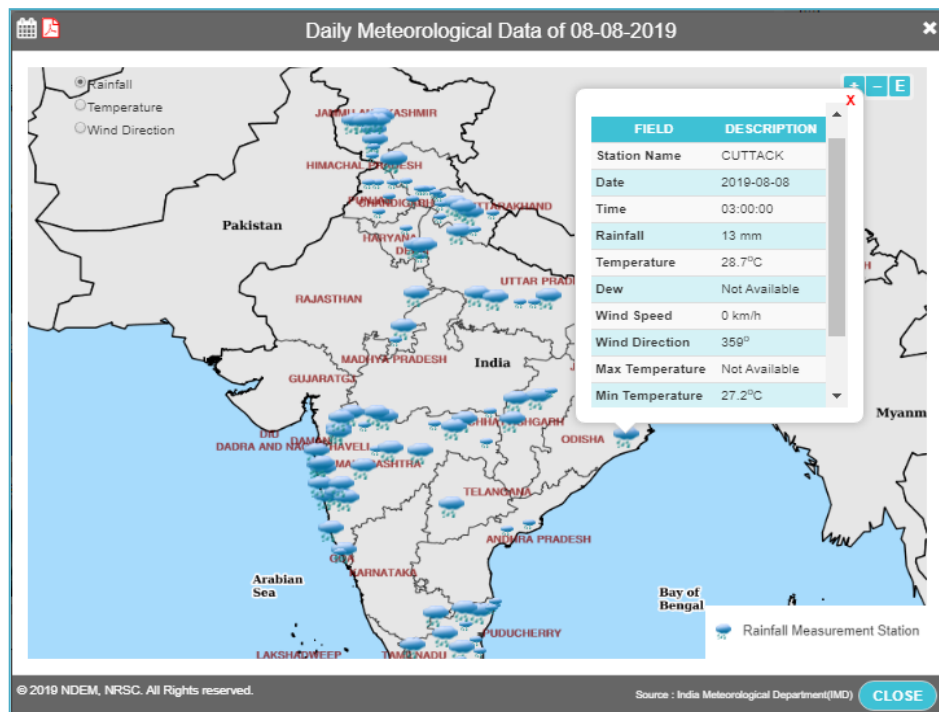 Daily Meteorological Data of 08-08-2019
Rainfall
Temperature
Wind Direction
+ − E
X
FIELD DESCRIPTION
Station Name CUTTACK
Date 2019-08-08
Time 03:00:00
Rainfall 13 mm
Temperature 28.7°C
Dew Not Available
Wind Speed 0 km/h
Wind Direction 359°
Max Temperature Not Available
Min Temperature 27.2°C
HIMACHAL PRADESH
UTTARAKHAND
Pakistan
HARYANA
RAJASTHAN
UTTAR PRAD
MADHYA PRADESH
India
GUJARAT
Myanm
DIU
DAMAN
DADRA AND NAGAR HAVELI
ODISHA
TELANGANA
ANDHRA PRADESH
GOA
KARNATAKA
Arabian
Sea
Bay of
Bengal
PUDUCHERRY
LAKSHADWEEP
TAMIL NADU
Rainfall Measurement Station
© 2019 NDEM, NRSC. All Rights reserved.
Source : India Meteorological Department(IMD)
CLOSE